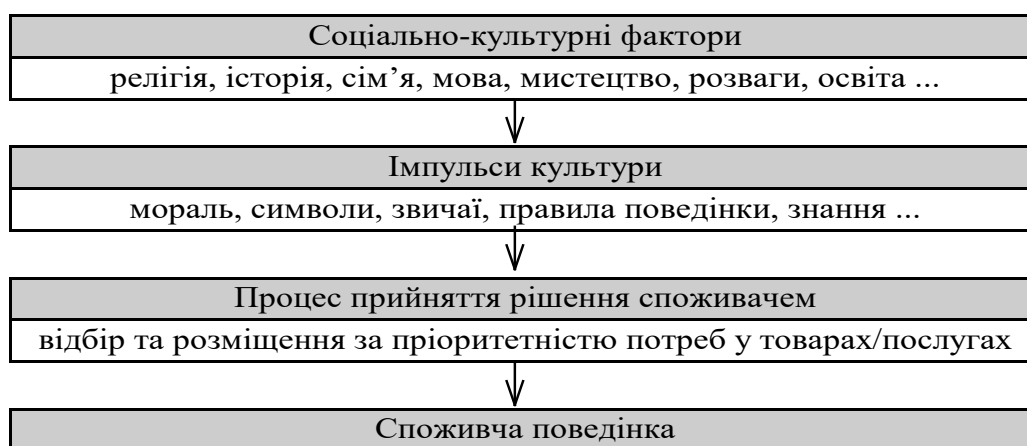 Соціально-культурні фактори
релігія, історія, сім’я, мова, мистецтво, розваги, освіта ...
Імпульси культури
мораль, символи, звичаї, правила поведінки, знання ...
Процес прийняття рішення споживачем
відбір та розміщення за пріоритетністю потреб у товарах/послугах
Споживча поведінка